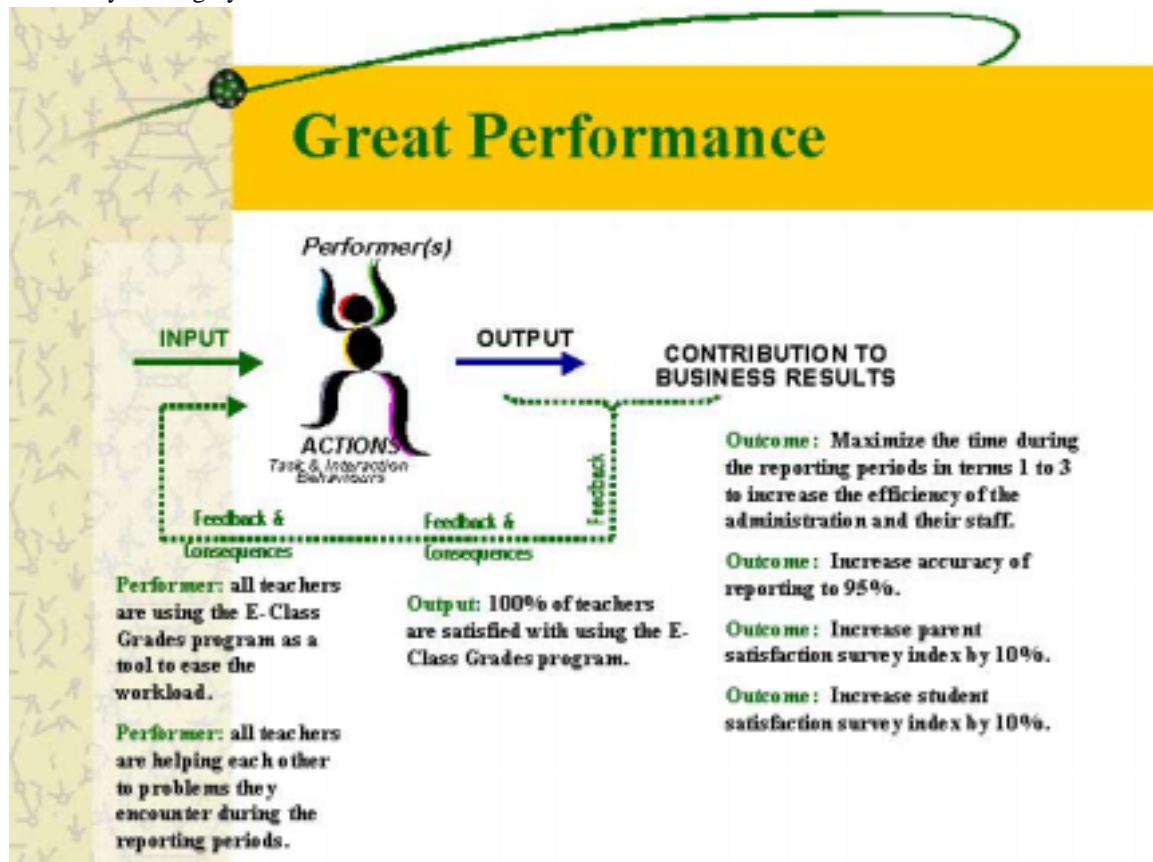 Great Performance
Performer(s)
INPUT
OUTPUT
CONTRIBUTION TO
BUSINESS RESULTS
ACTIONS
Task & Interaction
Behaviours
Feedback
Feedback &
Consequences
Feedback &
Consequences
Performer: all teachers
are using the E-Class
Grades program as a
tool to ease the
workload.
Performer: all teachers
are helping each other
to problems they
encounter during the
reporting periods.
Output: 100% of teachers
are satisfied with using the E-
Class Grades program.
Outcome: Maximize the time during
the reporting periods in terms 1 to 3
to increase the efficiency of the
administration and their staff.
Outcome: Increase accuracy of
reporting to 95%.
Outcome: Increase parent
satisfaction survey index by 10%.
Outcome: Increase student
satisfaction survey index by 10%.